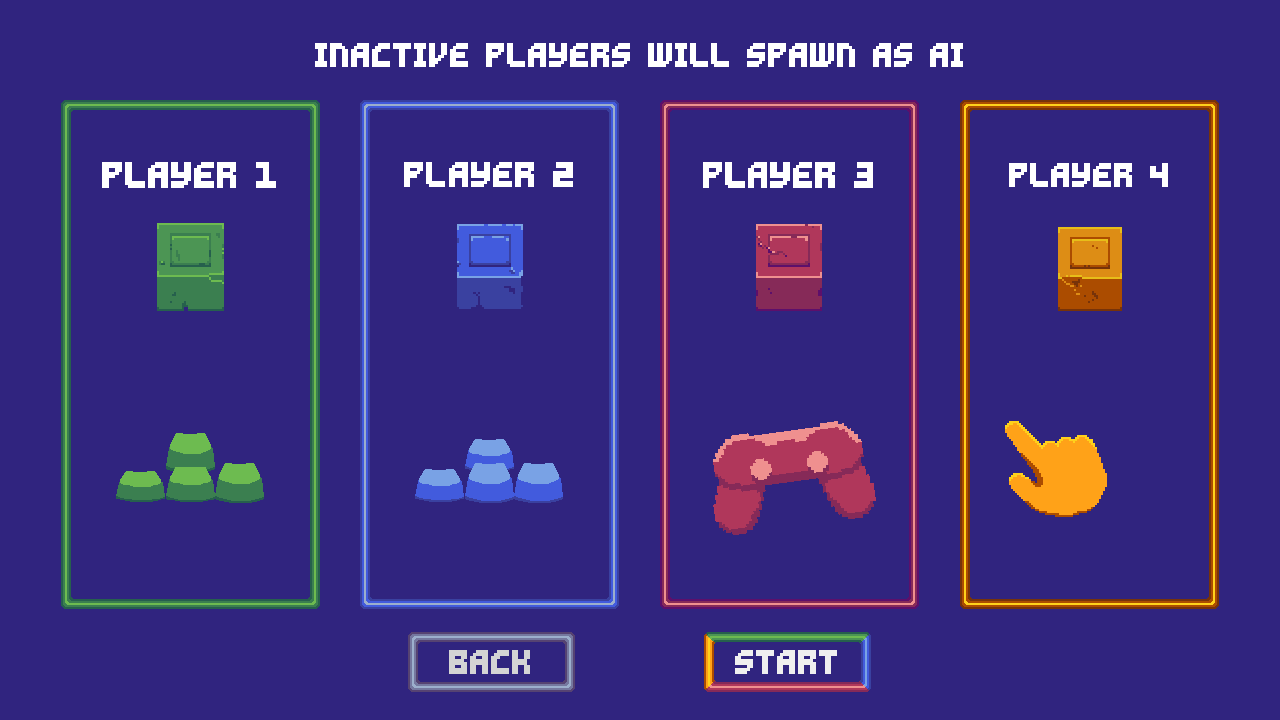 INACTIVE PLAYERS WILL SPAWN AS AI
PLAYER 1
PLAYER 2
PLAYER 3
PLAYER 4
BACK
START